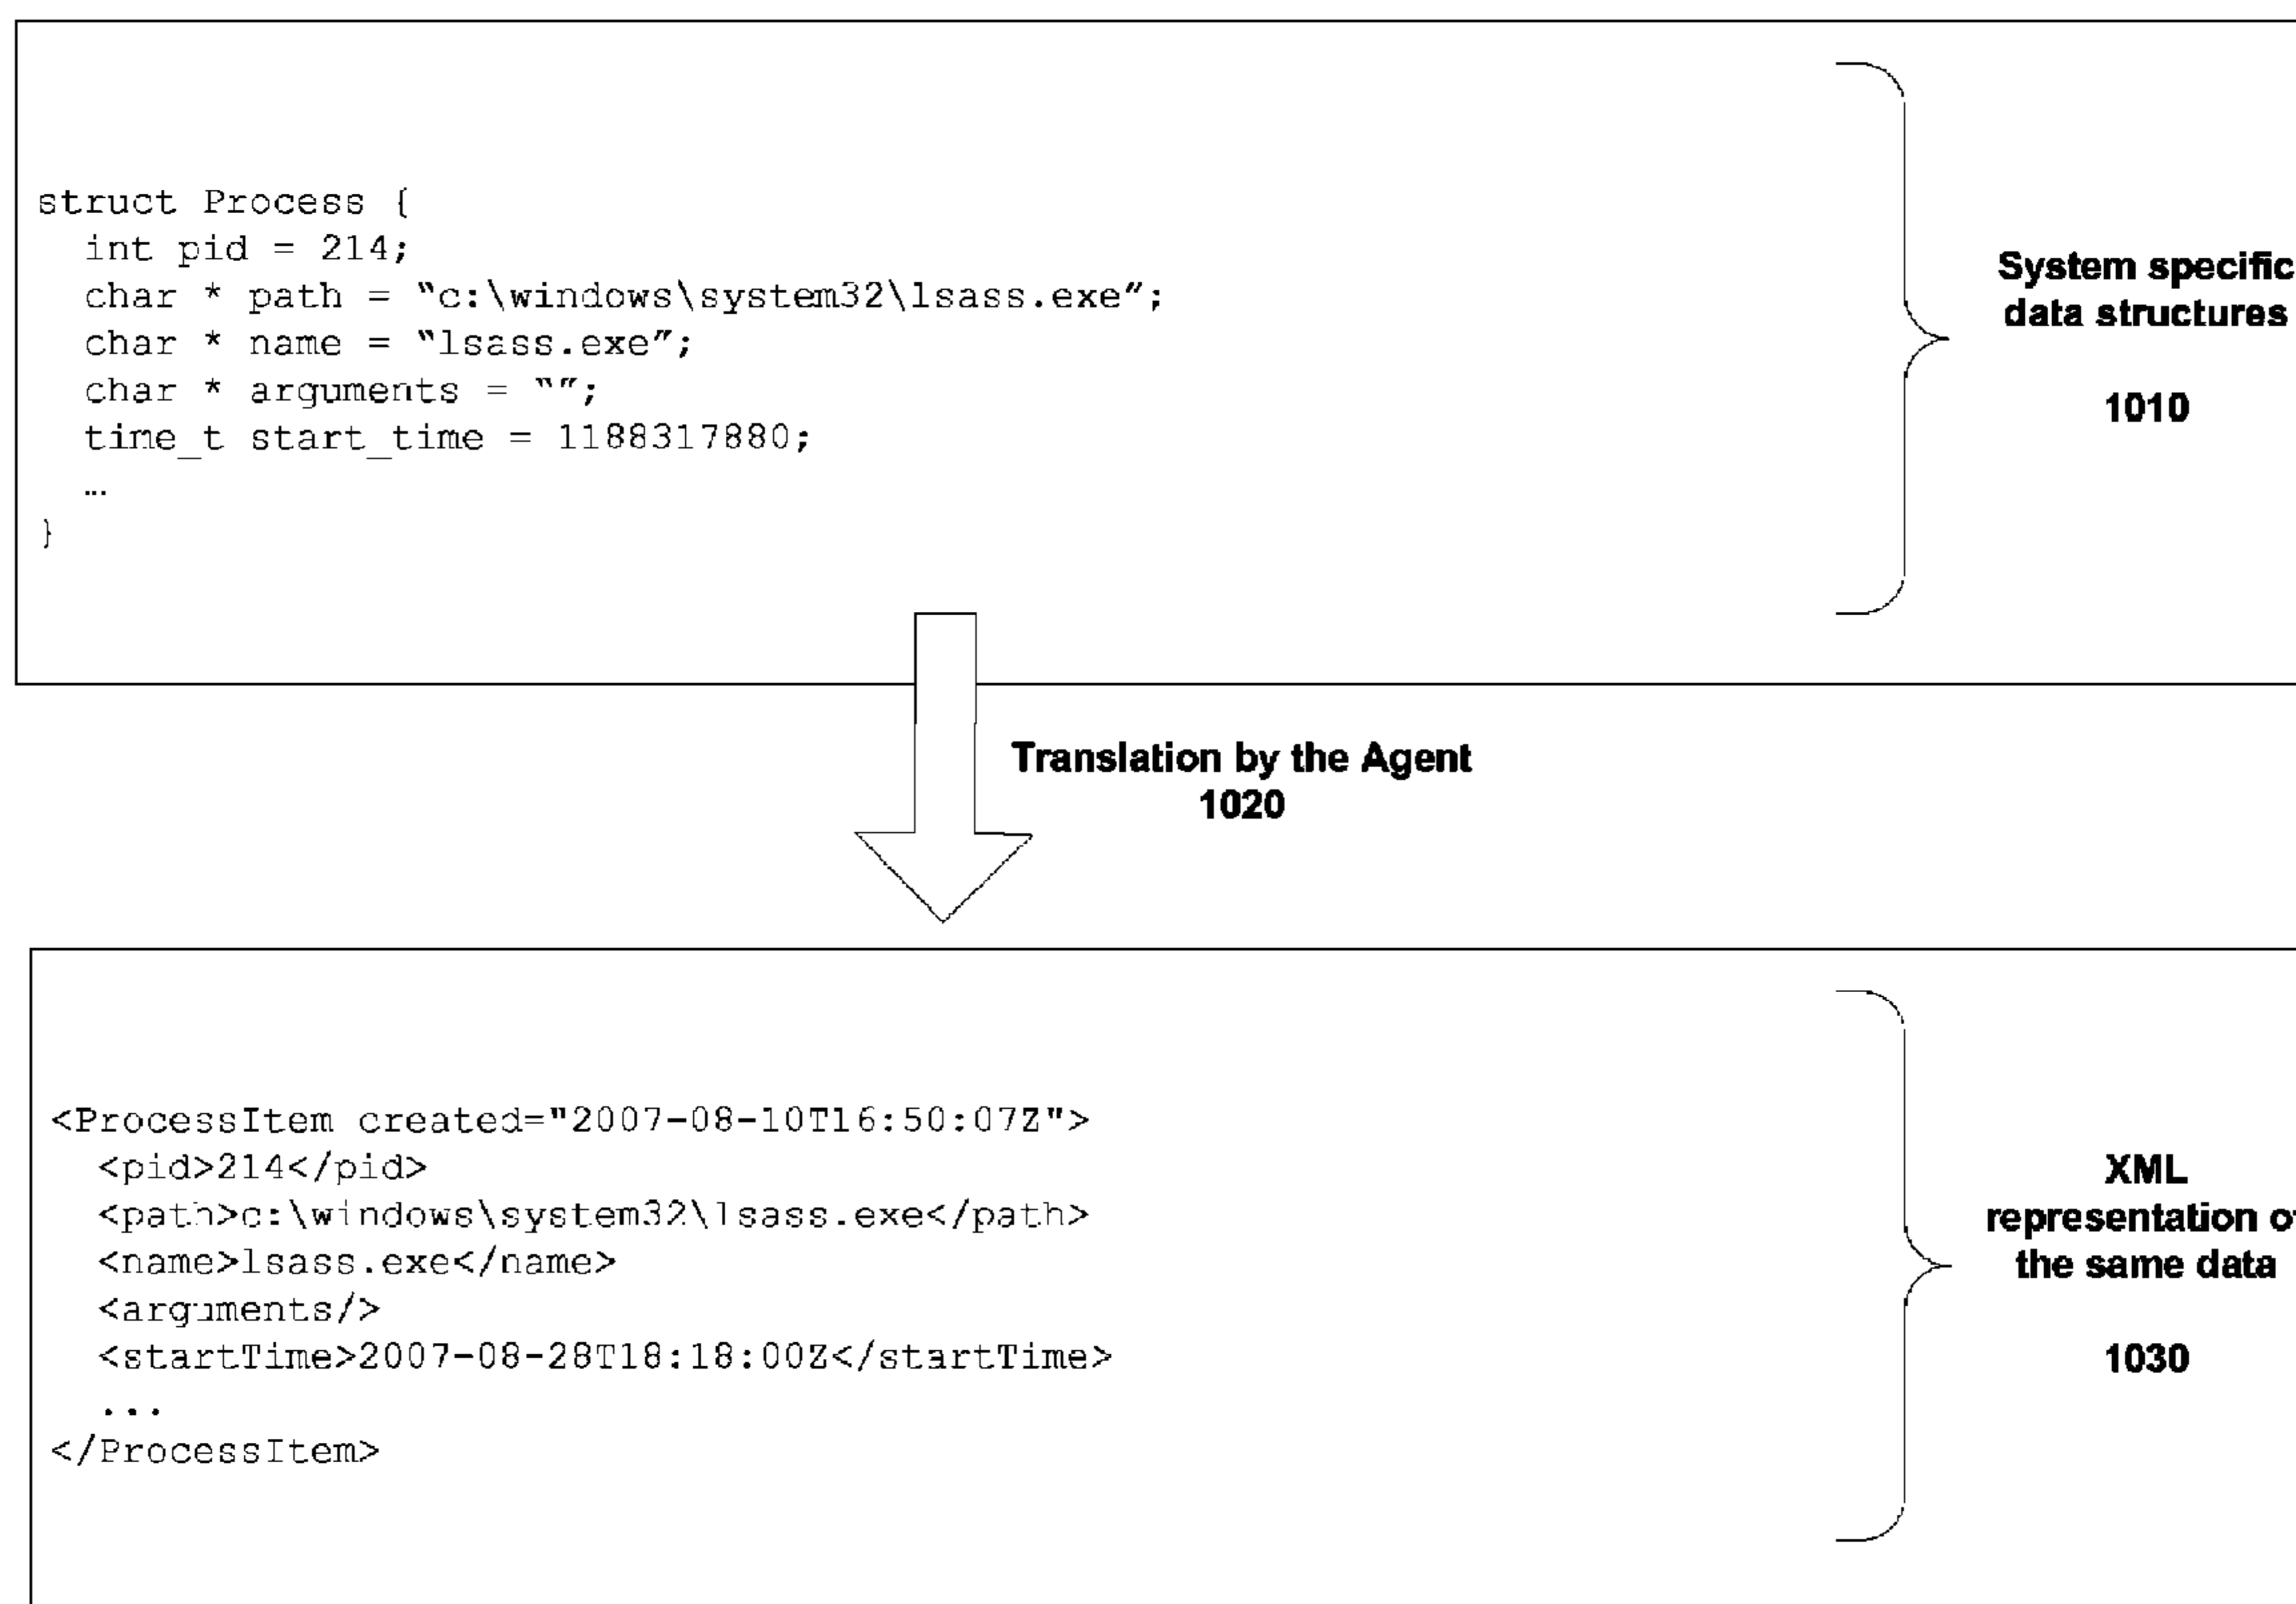 struct Process {
int pid = 214;
char * path = “c:\windows\system32\lsass.exe”;
char * name = “lsass.exe”;
char * arguments = “”;
time_t start_time = 1188317880;
…
}
System specific
data structures
1010
Translation by the Agent
1020
<ProcessItem created="2007-08-10T16:50:07Z">
<pid>214</pid>
<path>c:\windows\system32\lsass.exe</path>
<name>lsass.exe</name>
<arguments/>
<startTime>2007-08-28T18:18:00Z</startTime>
...
</ProcessItem>
XML
representation of
the same data
1030